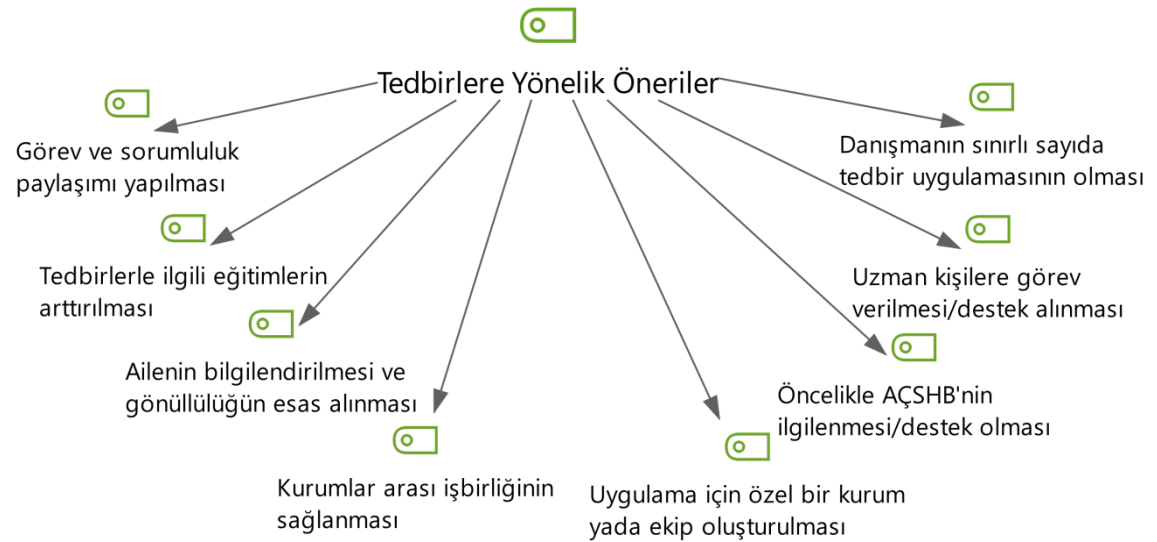 Tedbirlere Yönelik Öneriler
Görev ve sorumluluk
paylaşımı yapılması
Tedbirlerle ilgili eğitimlerin
arttırılması
Ailenin bilgilendirilmesi ve
gönüllülüğün esas alınması
Kurumlar arası işbirliğinin
sağlanması
Uygulama için özel bir kurum
yada ekip oluşturulması
Öncelikle AÇSHB'nin
ilgilenmesi/destek olması
Uzman kişilere görev
verilmesi/destek alınması
Danışmanın sınırlı sayıda
tedbir uygulamasının olması